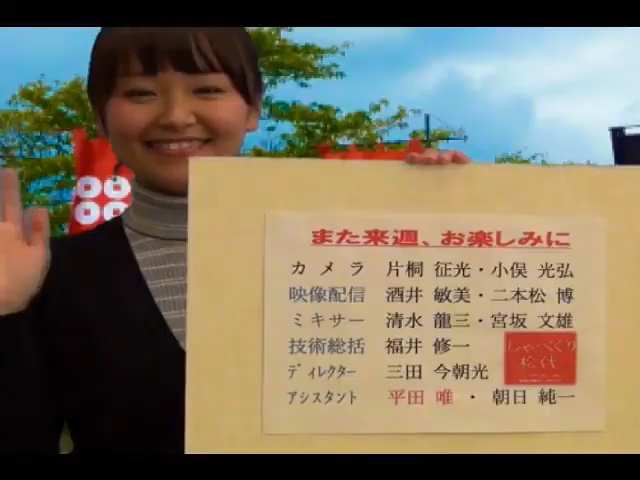 また来週、お楽しみに
カメラ 片桐 征光・小俣 光弘
映像配信 酒井 敏美・二本松 博
ミキサー 清水 龍三・宮坂 文雄
技術総括 福井 修一
ディレクター 三田 今朝光
アシスタント 平田 唯 ・ 朝日 純一
しゃべくり
松代